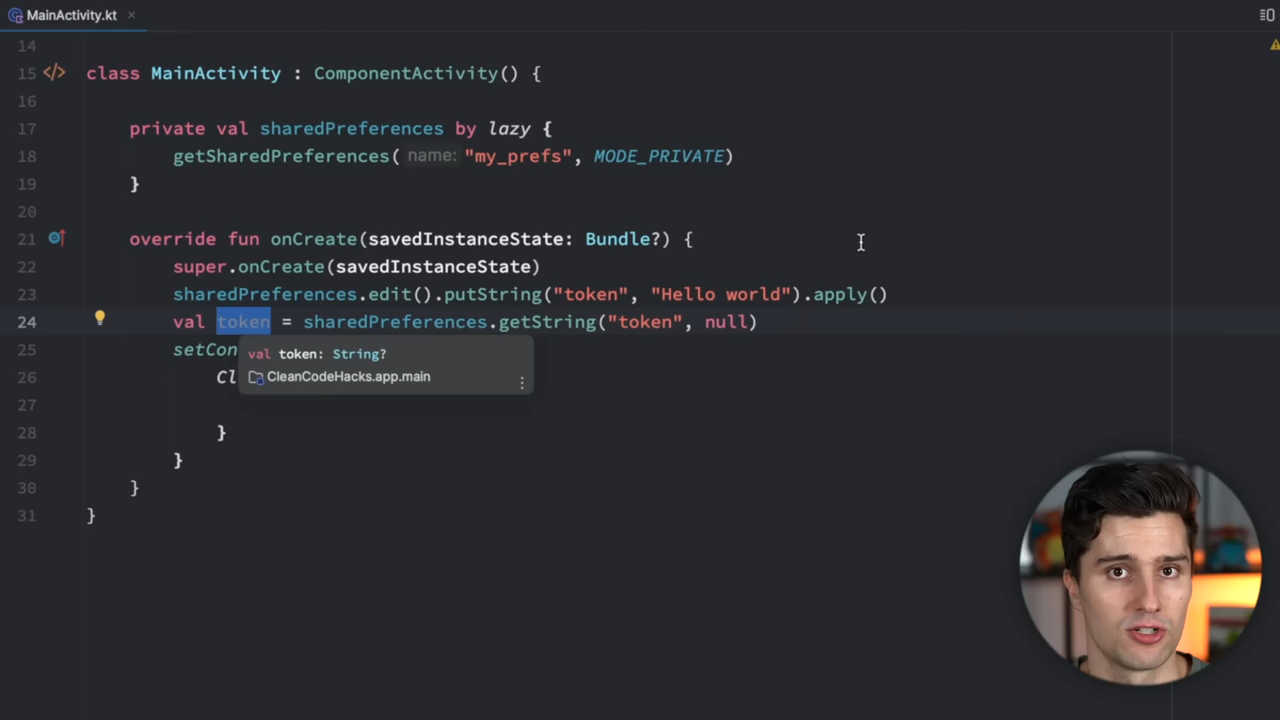 MainActivity.kt
14
15 class MainActivity : ComponentActivity() {
16
17 private val sharedPreferences by lazy {
18 getSharedPreferences( name: "my_prefs", MODE_PRIVATE)
19 }
20
21 override fun onCreate(savedInstanceState: Bundle?) {
22 super.onCreate(savedInstanceState)
23 sharedPreferences.edit().putString("token", "Hello world").apply()
24 val token = sharedPreferences.getString("token", null)
25 setCon
val token: String?
26 Cl
CleanCodeHacks.app.main
27
28 }
29 }
30 }
31 }